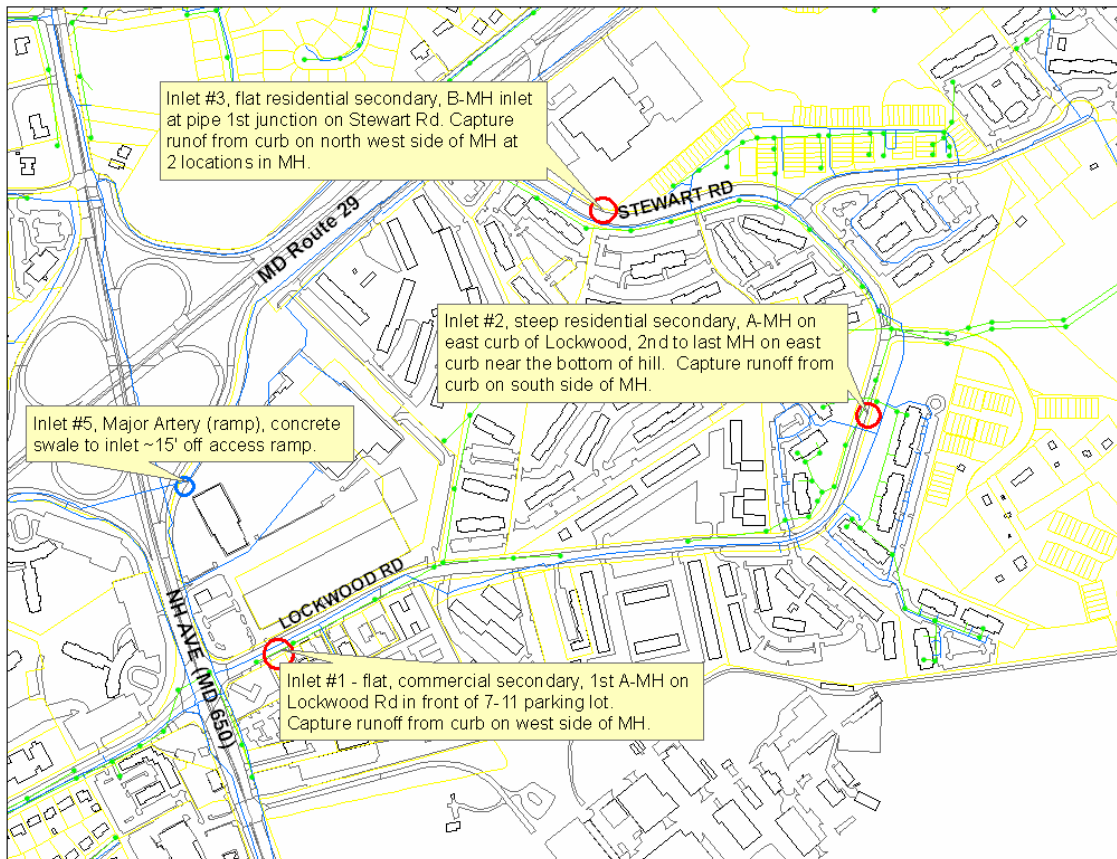 Inlet #3, flat residential secondary, B-MH inlet
at pipe 1st junction on Stewart Rd. Capture
runof from curb on north west side of MH at
2 locations in MH.
STEWART RD
MD Route 29
Inlet #2, steep residential secondary, A-MH on
east curb of Lockwood, 2nd to last MH on east
curb near the bottom of hill. Capture runoff from
curb on south side of MH.
Inlet #5, Major Artery (ramp), concrete
swale to inlet ~15' off access ramp.
LOCKWOOD RD
NH AVE (MD 650)
Inlet #1 - flat, commercial secondary, 1st A-MH on
Lockwood Rd in front of 7-11 parking lot.
Capture runoff from curb on west side of MH.